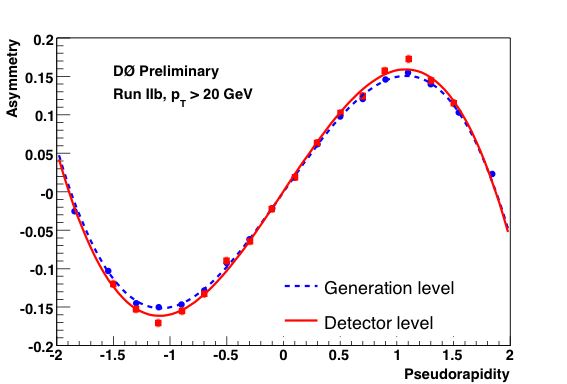 Asymmetry
0.2
0.15
0.1
0.05
-0
-0.05
-0.1
-0.15
-0.2
DØ Preliminary
Run IIb, pT > 20 GeV
Generation level
Detector level
-2 -1.5 -1 -0.5 0 0.5 1 1.5 2
Pseudorapidity